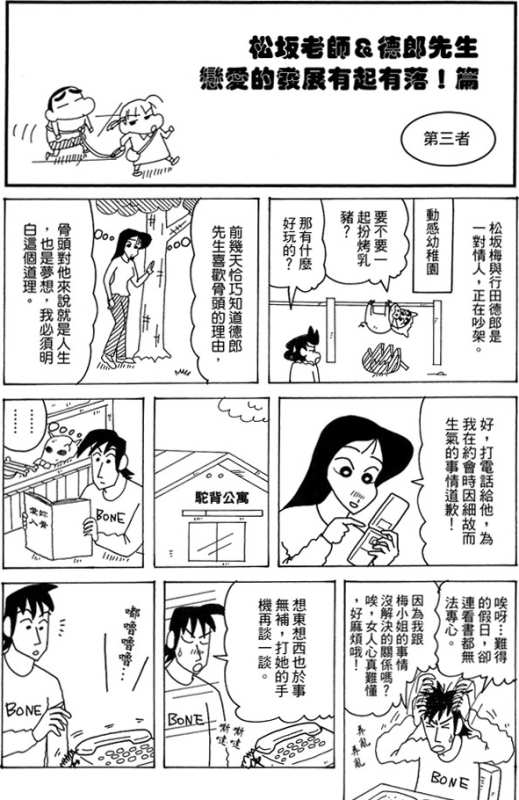 松坂老師＆德郎先生
戀愛的發展有起有落！篇
第三者
松坂梅與行田德郎是
一對情人，正在吵架。
動感幼稚園
要不要一
起扮烤乳
豬？
那有什麼
好玩的？
前幾天恰巧知道德郎
先生喜歡骨頭的理由，
骨頭對他來說就是人生
，也是夢想，我必須明
白這個道理。
好，打電話給他，為
我在約會時因細故而
生氣的事情道歉！
駝背公寓
……
……
BONE
唉呀…難得
的假日，卻
連看書都無
法專心。
因為我跟
梅小姐的事情
沒解決的關係嗎？
唉，女人心真難懂
，好麻煩哦！
弄亂
弄亂
BONE
想東想西也於事
無補，打她的手
機再談一談。
BONE
嘟嚕嚕嚕…
BONE